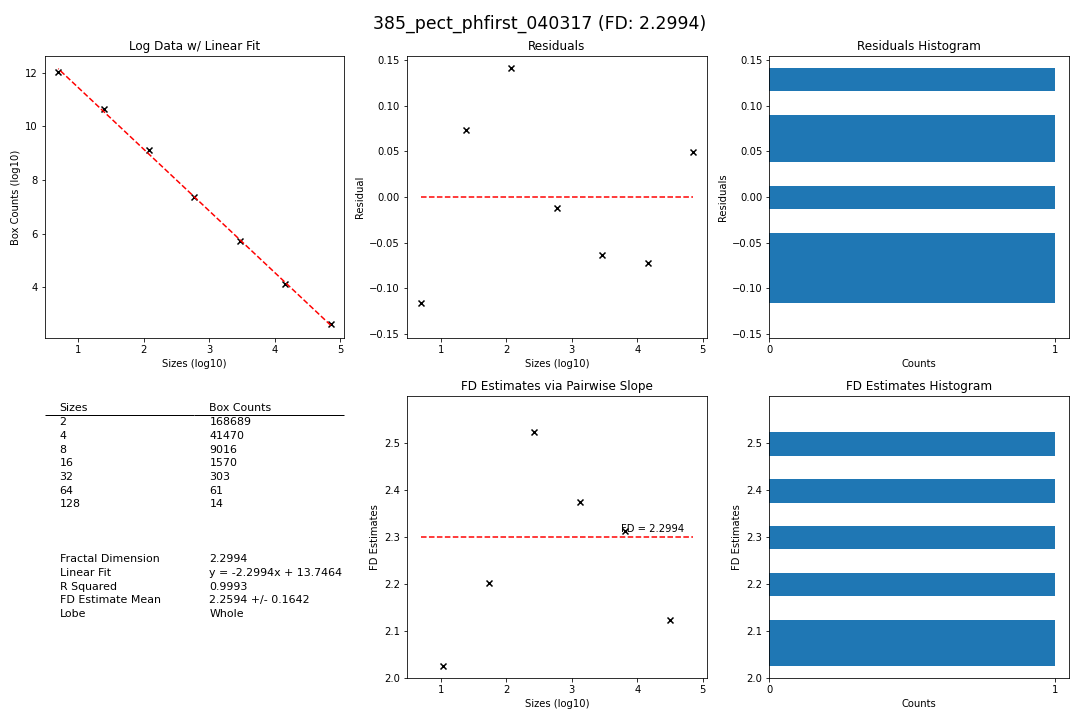 385_pect_phfirst_040317 (FD: 2.2994)
Log Data w/ Linear Fit
12
10
8
6
4
Box Counts (log10)
1 2 3 4 5
Sizes (log10)
Residuals
0.15
0.10
0.05
0.00
−0.05
−0.10
−0.15
Residual
1 2 3 4 5
Sizes (log10)
Residuals Histogram
0.15
0.10
0.05
0.00
−0.05
−0.10
−0.15
Residuals
0 1
Counts
Sizes Box Counts
2 168689
4 41470
8 9016
16 1570
32 303
64 61
128 14
Fractal Dimension 2.2994
Linear Fit y = -2.2994x + 13.7464
R Squared 0.9993
FD Estimate Mean 2.2594 +/- 0.1642
Lobe Whole
FD Estimates via Pairwise Slope
2.5
2.4
2.3
2.2
2.1
2.0
FD Estimates
FD = 2.2994
1 2 3 4 5
Sizes (log10)
FD Estimates Histogram
2.5
2.4
2.3
2.2
2.1
2.0
FD Estimates
0 1
Counts